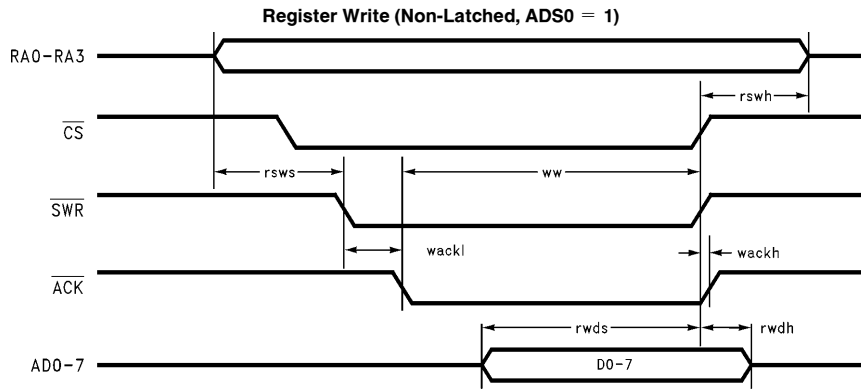 Register Write (Non-Latched, ADS0 = 1)
RA0-RA3
rswh
CS
rsws
ww
SWR
wackl
wackh
ACK
rwds
rwdh
AD0-7
D0-7